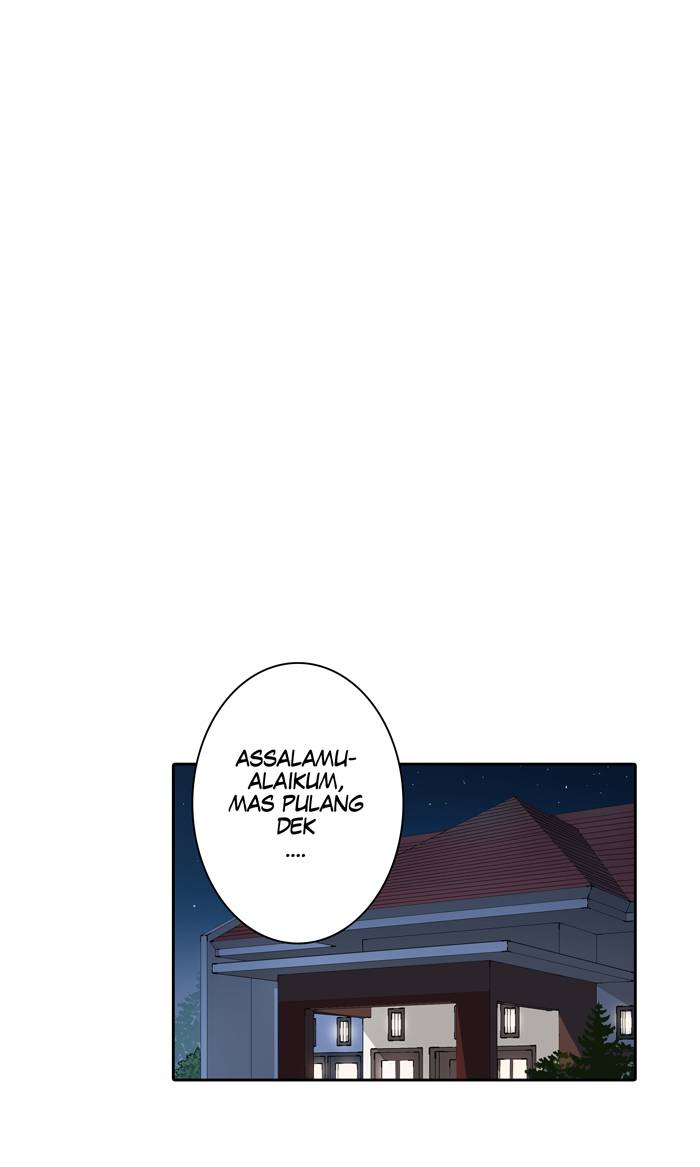 ASSALAMU-
ALAIKUM,
MAS PULANG
DEK
....